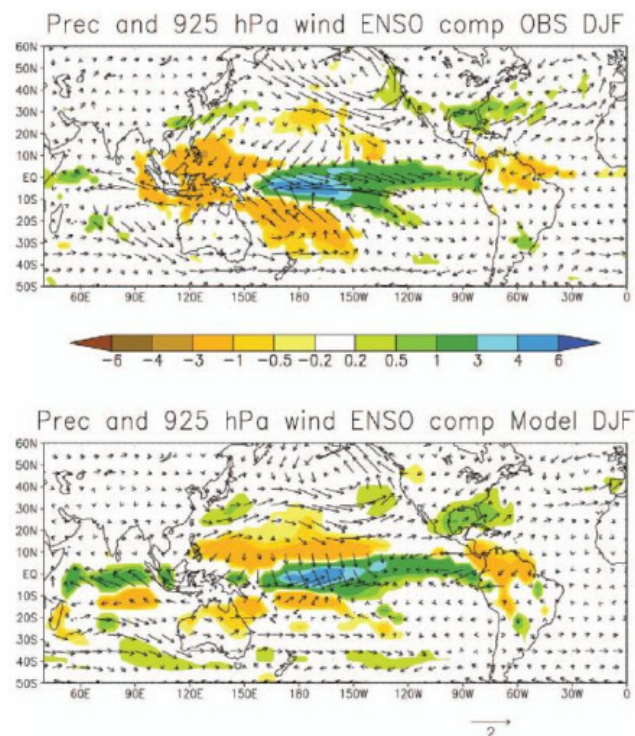 Prec and 925 hPa wind ENSO comp OBS DJF
60N
50N
40N
30N
20N
10N
EQ
10S
20S
30S
40S
50S
60E 90E 120E 150E 180 150W 120W 90W 60W 30W 0
-6 -4 -3 -1 -0.5 -0.2 0.2 0.5 1 3 4 6
Prec and 925 hPa wind ENSO comp Model DJF
60N
50N
40N
30N
20N
10N
EQ
10S
20S
30S
40S
50S
60E 90E 120E 150E 180 150W 120W 90W 60W 30W 0
2